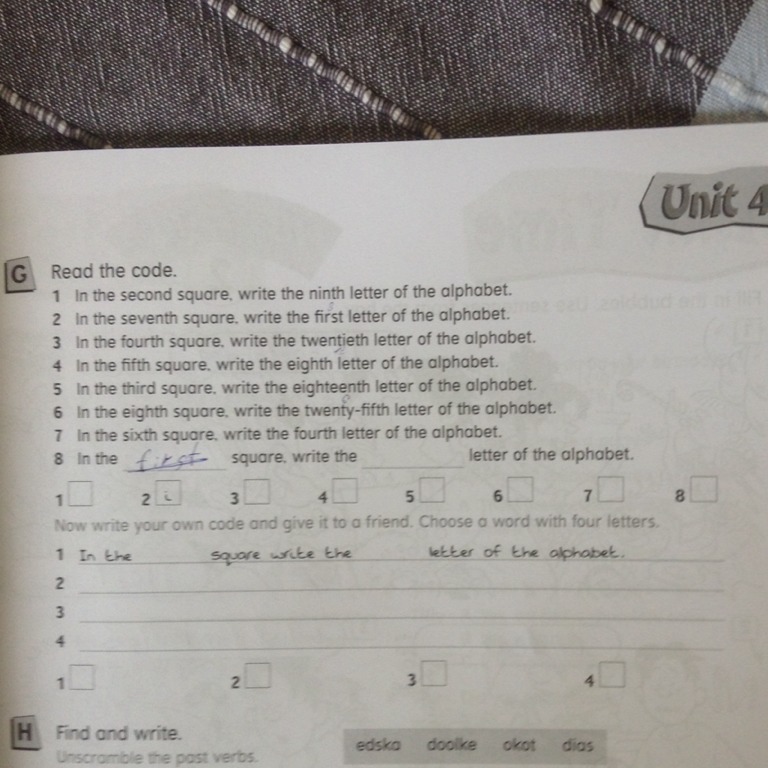 Unit 4
G Read the code.
1 In the second square, write the ninth letter of the alphabet.
2 In the seventh square, write the first letter of the alphabet.
3 In the fourth square, write the twentieth letter of the alphabet.
4 In the fifth square, write the eighth letter of the alphabet.
5 In the third square, write the eighteenth letter of the alphabet.
6 In the eighth square, write the twenty-fifth letter of the alphabet.
7 In the sixth square, write the fourth letter of the alphabet.
8 In the first square, write the letter of the alphabet.
1 2 i 3 4 5 6 7 8
Now write your own code and give it to a friend. Choose a word with four letters.
1 In the square write the letter of the alphabet.
2
3
4
1 2 3 4
H Find and write.
Unscramble the past verbs.
edska doolke okot dias